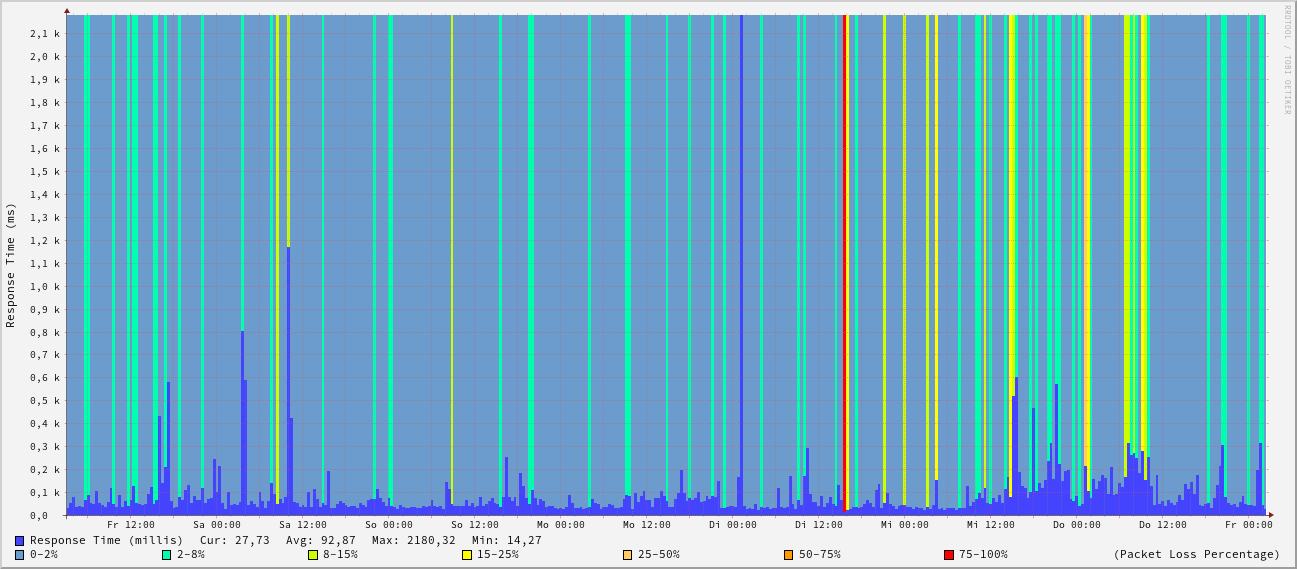 RRDTOOL / TOBI OETIKER
Response Time (ms)
2,1 k
2,0 k
1,9 k
1,8 k
1,7 k
1,6 k
1,5 k
1,4 k
1,3 k
1,2 k
1,1 k
1,0 k
0,9 k
0,8 k
0,7 k
0,6 k
0,5 k
0,4 k
0,3 k
0,2 k
0,1 k
0,0
Fr 12:00 Sa 00:00 Sa 12:00 So 00:00 So 12:00 Mo 00:00 Mo 12:00 Di 00:00 Di 12:00 Mi 00:00 Mi 12:00 Do 00:00 Do 12:00 Fr 00:00
Response Time (millis) Cur: 27,73 Avg: 92,87 Max: 2180,32 Min: 14,27
0-2% 2-8% 8-15% 15-25% 25-50% 50-75% 75-100% (Packet Loss Percentage)